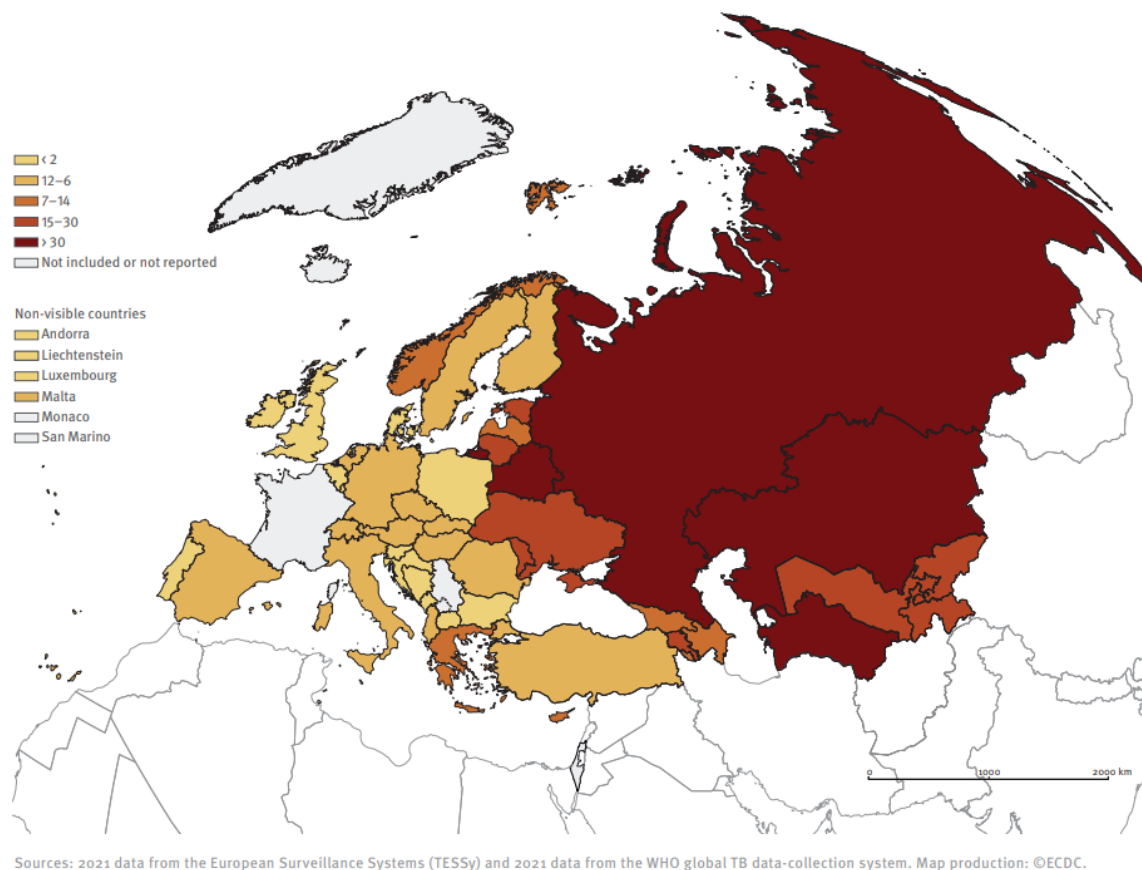 < 2
12–6
7–14
15–30
> 30
Not included or not reported
Non-visible countries
Andorra
Liechtenstein
Luxembourg
Malta
Monaco
San Marino
0 1000 2000 km
Sources: 2021 data from the European Surveillance Systems (TESSy) and 2021 data from the WHO global TB data-collection system. Map production: ©ECDC.